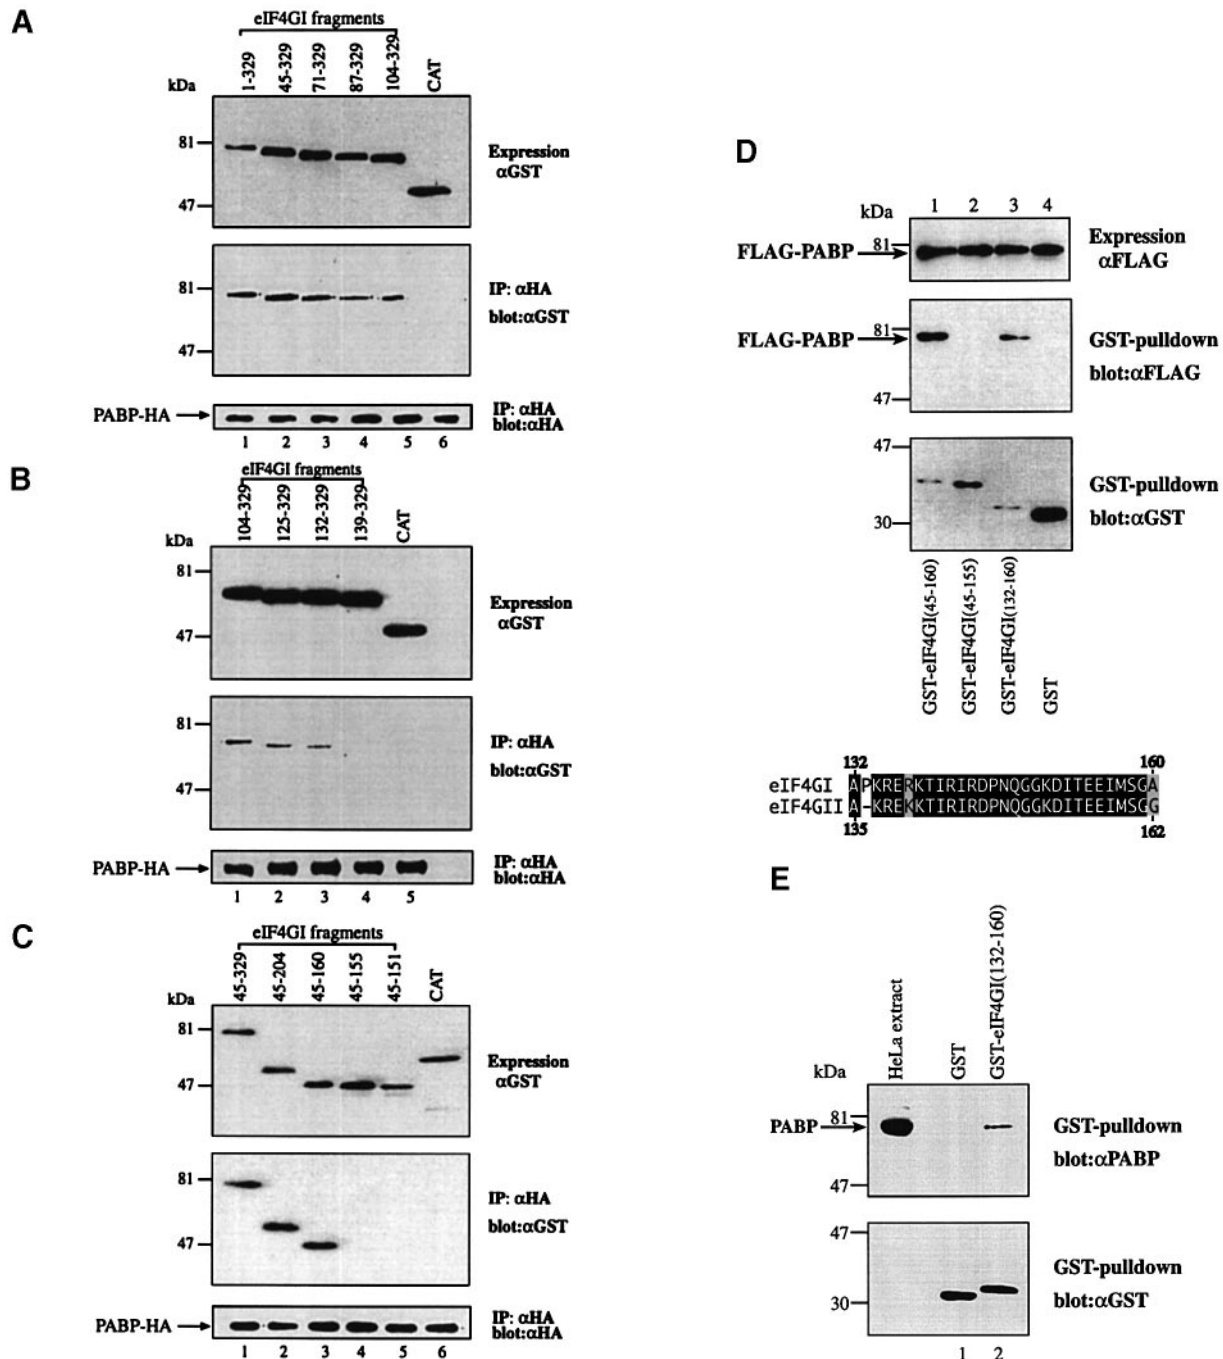 A
eIF4GI fragments
kDa
1-329
45-329
71-329
87-329
104-329
CAT
81
47
Expression
αGST
81
47
IP: αHA
blot:αGST
PABP-HA
IP: αHA
blot:αHA
1 2 3 4 5 6
B
eIF4GI fragments
kDa
104-329
125-329
132-329
139-329
CAT
81
47
Expression
αGST
81
47
IP: αHA
blot:αGST
PABP-HA
IP: αHA
blot:αHA
1 2 3 4 5
C
eIF4GI fragments
kDa
45-329
45-204
45-160
45-155
45-151
CAT
81
47
Expression
αGST
81
47
IP: αHA
blot:αGST
PABP-HA
IP: αHA
blot:αHA
1 2 3 4 5 6
D
kDa
1 2 3 4
81
FLAG-PABP
Expression
αFLAG
81
FLAG-PABP
47
GST-pulldown
blot:αFLAG
47
30
GST-pulldown
blot:αGST
GST-eIF4GI(45-160)
GST-eIF4GI(45-155)
GST-eIF4GI(132-160)
GST
132 160
eIF4GI APKRERKTIRIRDPNQGGKDITEEIMSGA
eIF4GII A-KREKKTIRIRDPNQGGKDITEEIMSGG
135 162
E
kDa
HeLa extract
GST
GST-eIF4GI(132-160)
81
PABP
47
GST-pulldown
blot:αPABP
47
30
GST-pulldown
blot:αGST
1 2